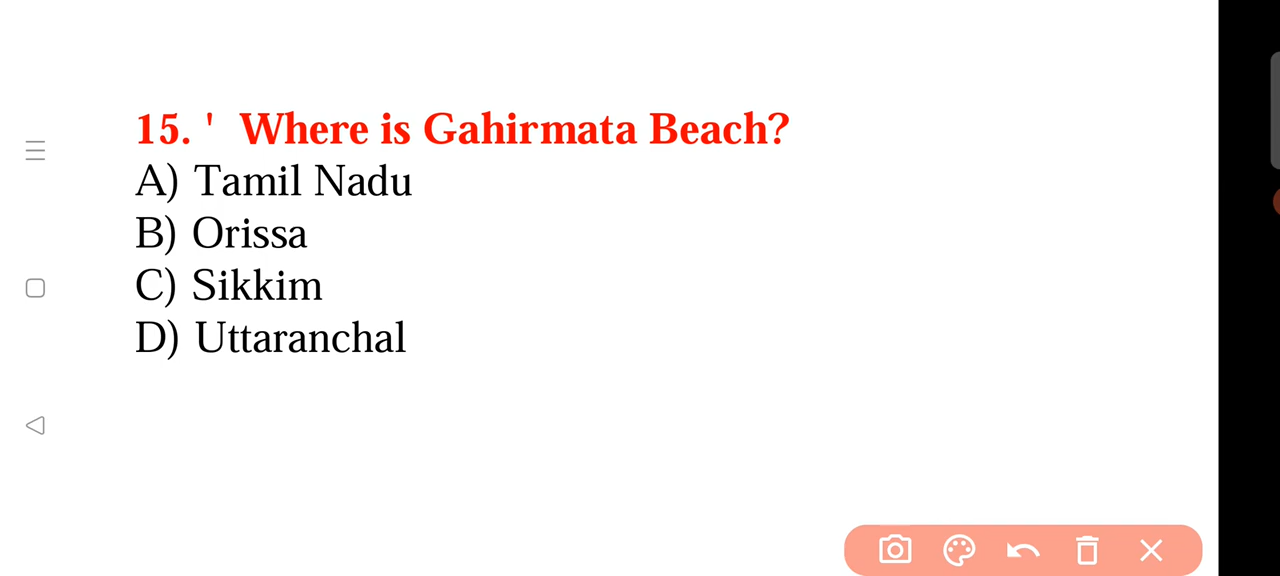 15. ' Where is Gahirmata Beach?
A) Tamil Nadu
B) Orissa
C) Sikkim
D) Uttaranchal